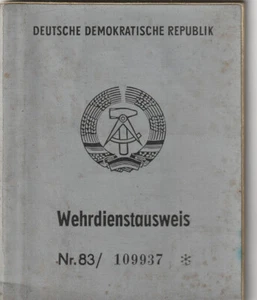 DEUTSCHE DEMOKRATISCHE REPUBLIK
Wehrdienstausweis
Nr. 83/ 109937 *